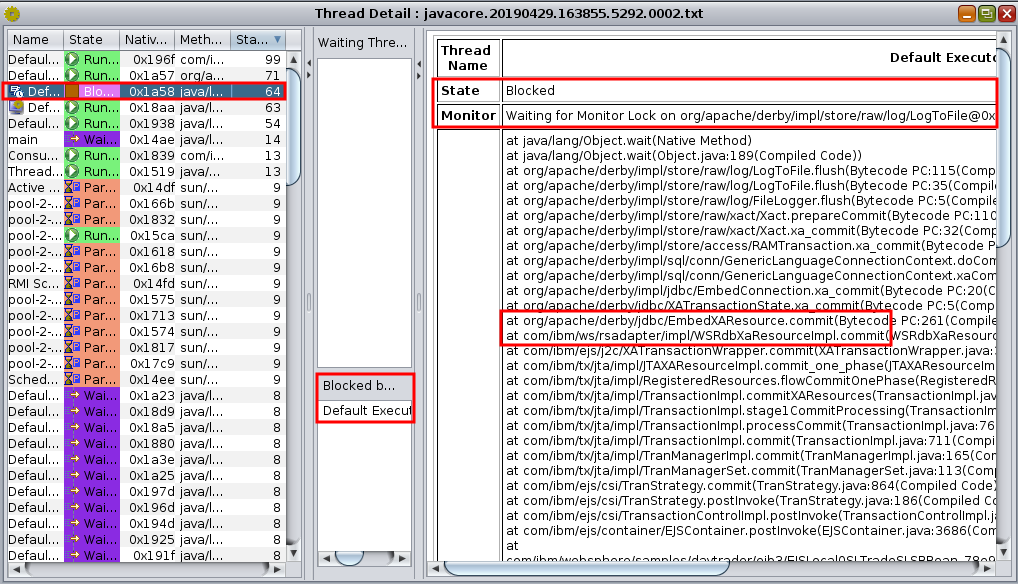 Thread Detail : javacore.20190429.163855.5292.0002.txt
Name State Nativ... Meth... Sta...
Defaul... Run... 0x196f com/i... 99
Defaul... Run... 0x1a57 org/a... 71
Def... Blo... 0x1a58 java/l... 64
Def... Run... 0x18aa java/l... 63
Defaul... Run... 0x1938 java/l... 54
main Wai... 0x14ae java/l... 14
Consu... Run... 0x1839 com/i... 13
Thread... Run... 0x1519 java/l... 13
Active ... Par... 0x14df sun/... 9
pool-2-... Par... 0x166b sun/... 9
pool-2-... Par... 0x1832 sun/... 9
pool-2-... Run... 0x15ca sun/... 9
pool-2-... Par... 0x1618 sun/... 9
pool-2-... Par... 0x16b8 sun/... 9
RMI Sc... Par... 0x14fd sun/... 9
pool-2-... Par... 0x1575 sun/... 9
pool-2-... Par... 0x1713 sun/... 9
pool-2-... Par... 0x1574 sun/... 9
pool-2-... Par... 0x1817 sun/... 9
pool-2-... Par... 0x17c9 sun/... 9
Sched... Par... 0x14ee sun/... 9
Defaul... Wai... 0x1a23 java/l... 8
Defaul... Wai... 0x18d9 java/l... 8
Defaul... Wai... 0x18a5 java/l... 8
Defaul... Wai... 0x1880 java/l... 8
Defaul... Wai... 0x1a3e java/l... 8
Defaul... Wai... 0x1a25 java/l... 8
Defaul... Wai... 0x197d java/l... 8
Defaul... Wai... 0x196d java/l... 8
Defaul... Wai... 0x194d java/l... 8
Defaul... Wai... 0x1925 java/l... 8
Defaul... Wai... 0x191f java/l... 8
Waiting Thre...
Blocked b...
Default Execut
Thread Name Default Executo
State Blocked
Monitor Waiting for Monitor Lock on org/apache/derby/impl/store/raw/log/LogToFile@0x
at java/lang/Object.wait(Native Method)
at java/lang/Object.wait(Object.java:189(Compiled Code))
at org/apache/derby/impl/store/raw/log/LogToFile.flush(Bytecode PC:115(Comp
at org/apache/derby/impl/store/raw/log/LogToFile.flush(Bytecode PC:35(Compi
at org/apache/derby/impl/store/raw/log/FileLogger.flush(Bytecode PC:5(Compile
at org/apache/derby/impl/store/raw/xact/Xact.prepareCommit(Bytecode PC:110
at org/apache/derby/impl/store/raw/xact/Xact.xa_commit(Bytecode PC:32(Comp
at org/apache/derby/impl/store/access/RAMTransaction.xa_commit(Bytecode P
at org/apache/derby/impl/sql/conn/GenericLanguageConnectionContext.doCom
at org/apache/derby/impl/sql/conn/GenericLanguageConnectionContext.xaCom
at org/apache/derby/impl/jdbc/EmbedConnection.xa_commit(Bytecode PC:20(C
at org/apache/derby/jdbc/XATransactionState.xa_commit(Bytecode PC:5(Comp
at org/apache/derby/jdbc/EmbedXAResource.commit(Bytecode PC:261(Compiled
at com/ibm/ws/rsadapter/impl/WSRdbXaResourceImpl.commit(WSRdbXaResourc
at com/ibm/ejs/j2c/XATransactionWrapper.commit(XATransactionWrapper.java:
at com/ibm/tx/jta/impl/JTAXAResourceImpl.commit_one_phase(JTAXAResourceIm
at com/ibm/tx/jta/impl/RegisteredResources.flowCommitOnePhase(RegisteredR
at com/ibm/tx/jta/impl/TransactionImpl.commitXAResources(TransactionImpl.jav
at com/ibm/tx/jta/impl/TransactionImpl.stage1CommitProcessing(TransactionIm
at com/ibm/tx/jta/impl/TransactionImpl.processCommit(TransactionImpl.java:76
at com/ibm/tx/jta/impl/TransactionImpl.commit(TransactionImpl.java:711(Comp
at com/ibm/tx/jta/impl/TranManagerImpl.commit(TranManagerImpl.java:165(Co
at com/ibm/tx/jta/impl/TranManagerSet.commit(TranManagerSet.java:113(Com
at com/ibm/ejs/csi/TranStrategy.commit(TranStrategy.java:864(Compiled Code)
at com/ibm/ejs/csi/TranStrategy.postInvoke(TranStrategy.java:186(Compiled Co
at com/ibm/ejs/csi/TransactionControlImpl.postInvoke(TransactionControlImpl.ja
at com/ibm/ejs/container/EJSContainer.postInvoke(EJSContainer.java:3686(Com
at